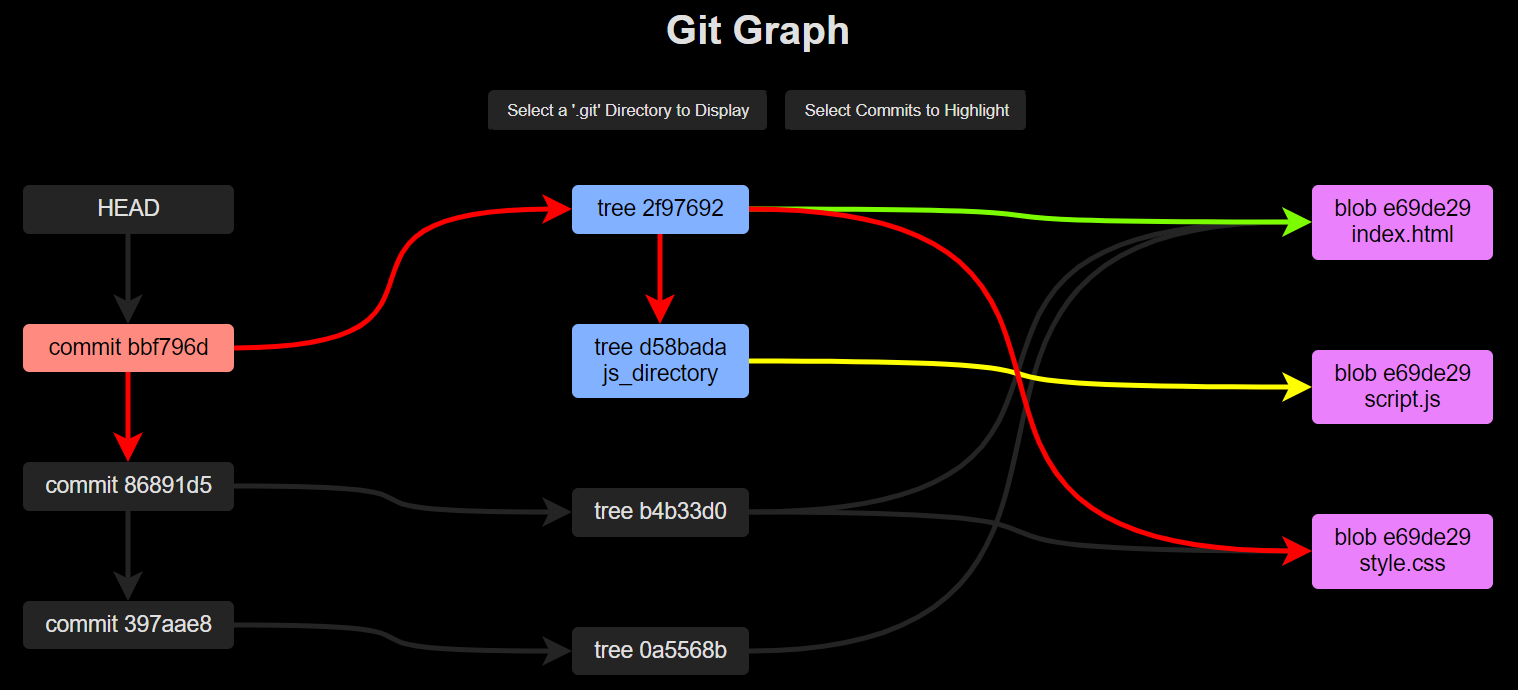 Git Graph
Select a '.git' Directory to Display
Select Commits to Highlight
HEAD
tree 2f97692
blob e69de29
index.html
commit bbf796d
tree d58bada
js_directory
blob e69de29
script.js
commit 86891d5
tree b4b33d0
blob e69de29
style.css
commit 397aae8
tree 0a5568b